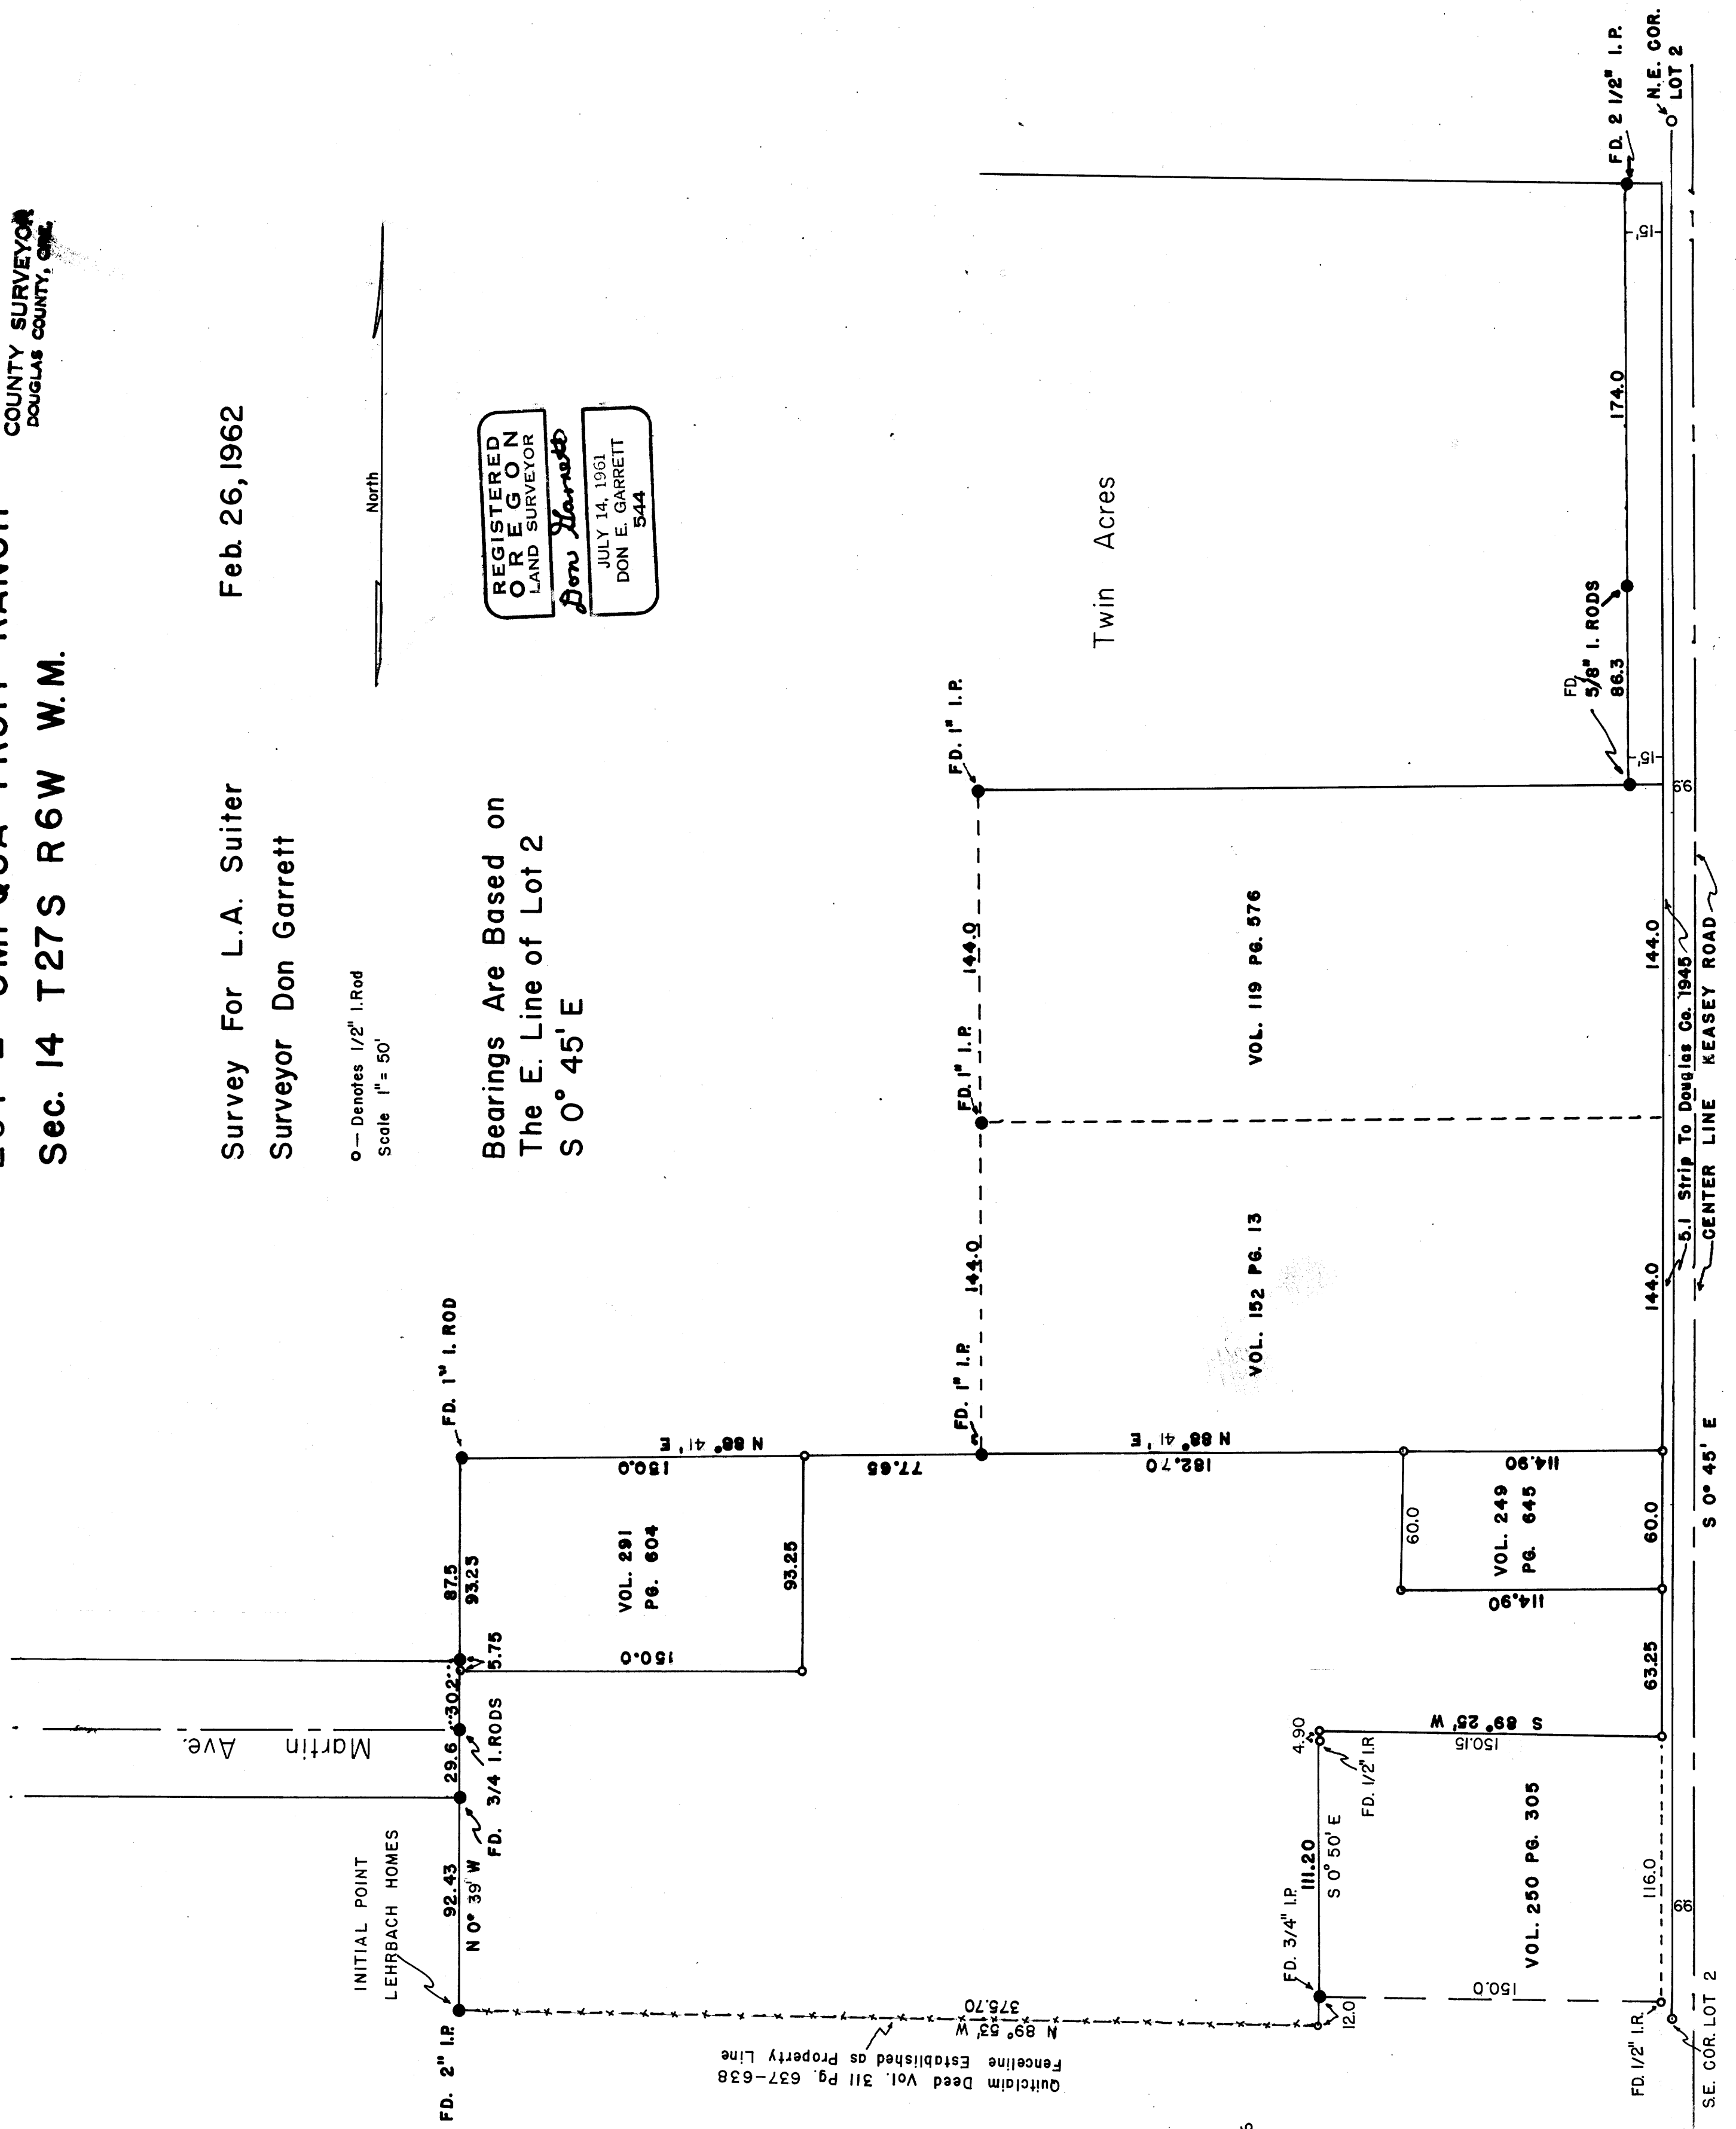 COUNTY SURVEYOR
DOUGLAS COUNTY, ORE.
Sec. 14 T27S R6W W.M.
Survey For L.A. Suiter
Feb. 26, 1962
Surveyor Don Garrett
North
o— Denotes 1/2" I.Rod
Scale 1" = 50'
REGISTERED
OREGON
LAND SURVEYOR
Don Garrett
JULY 14, 1961
DON E. GARRETT
544
Bearings Are Based on
The E. Line of Lot 2
S 0° 45' E
INITIAL POINT
LEHRBACH HOMES
FD. 2" I.P.
92.43
N 0° 39' W
29.6
30.2
87.5
93.25
5.75
FD. 3/4 I.RODS
Martin
Ave.
FD. 1" I. ROD
150.0
VOL. 291
PG. 604
150.0
N 88° 41' E
93.25
77.65
Quitclaim Deed Vol. 311 Pg. 637-638
Fenceline Established as Property Line
N 89° 53' W
375.70
FD. 1" I.P.
144.0
FD. 1" I.P.
144.0
FD. 1" I.P.
Twin Acres
182.70
N 88° 41' E
VOL. 152 PG. 13
VOL. 119 PG. 576
FD. 3/4" I.P.
111.20
S 0° 50' E
4.90
FD. 1/2" I.R
12.0
150.0
VOL. 250 PG. 305
150.15
S 89° 25' W
60.0
114.90
VOL. 249
PG. 645
114.90
FD. 1/2" I.R.
116.0
63.25
60.0
144.0
144.0
FD.
5/8" I. RODS
86.3
174.0
15'
15'
FD. 2 1/2" I.P.
N.E. COR.
LOT 2
66
66
5.1 Strip To Douglas Co. 1945
CENTER LINE KEASEY ROAD
S.E. COR. LOT 2
S 0° 45' E